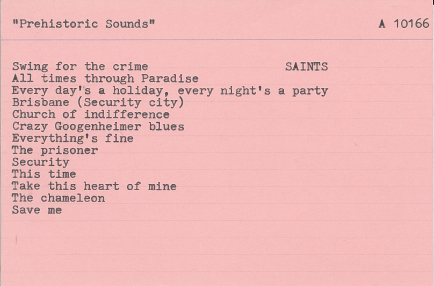 "Prehistoric Sounds" A 10166
Swing for the crime SAINTS
All times through Paradise
Every day's a holiday, every night's a party
Brisbane (Security city)
Church of indifference
Crazy Googenheimer blues
Everything's fine
The prisoner
Security
This time
Take this heart of mine
The chameleon
Save me